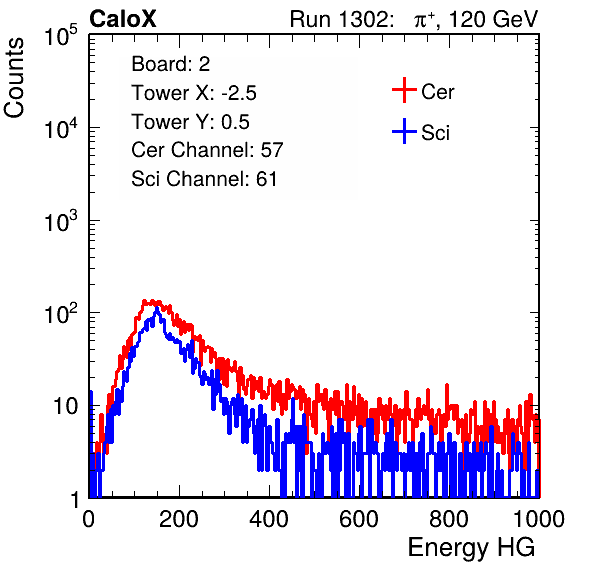 CaloX Run 1302: π⁺, 120 GeV
Counts
Board: 2
Tower X: -2.5
Tower Y: 0.5
Cer Channel: 57
Sci Channel: 61
Cer
Sci
10⁵
10⁴
10³
10²
10
1
0 200 400 600 800 1000
Energy HG